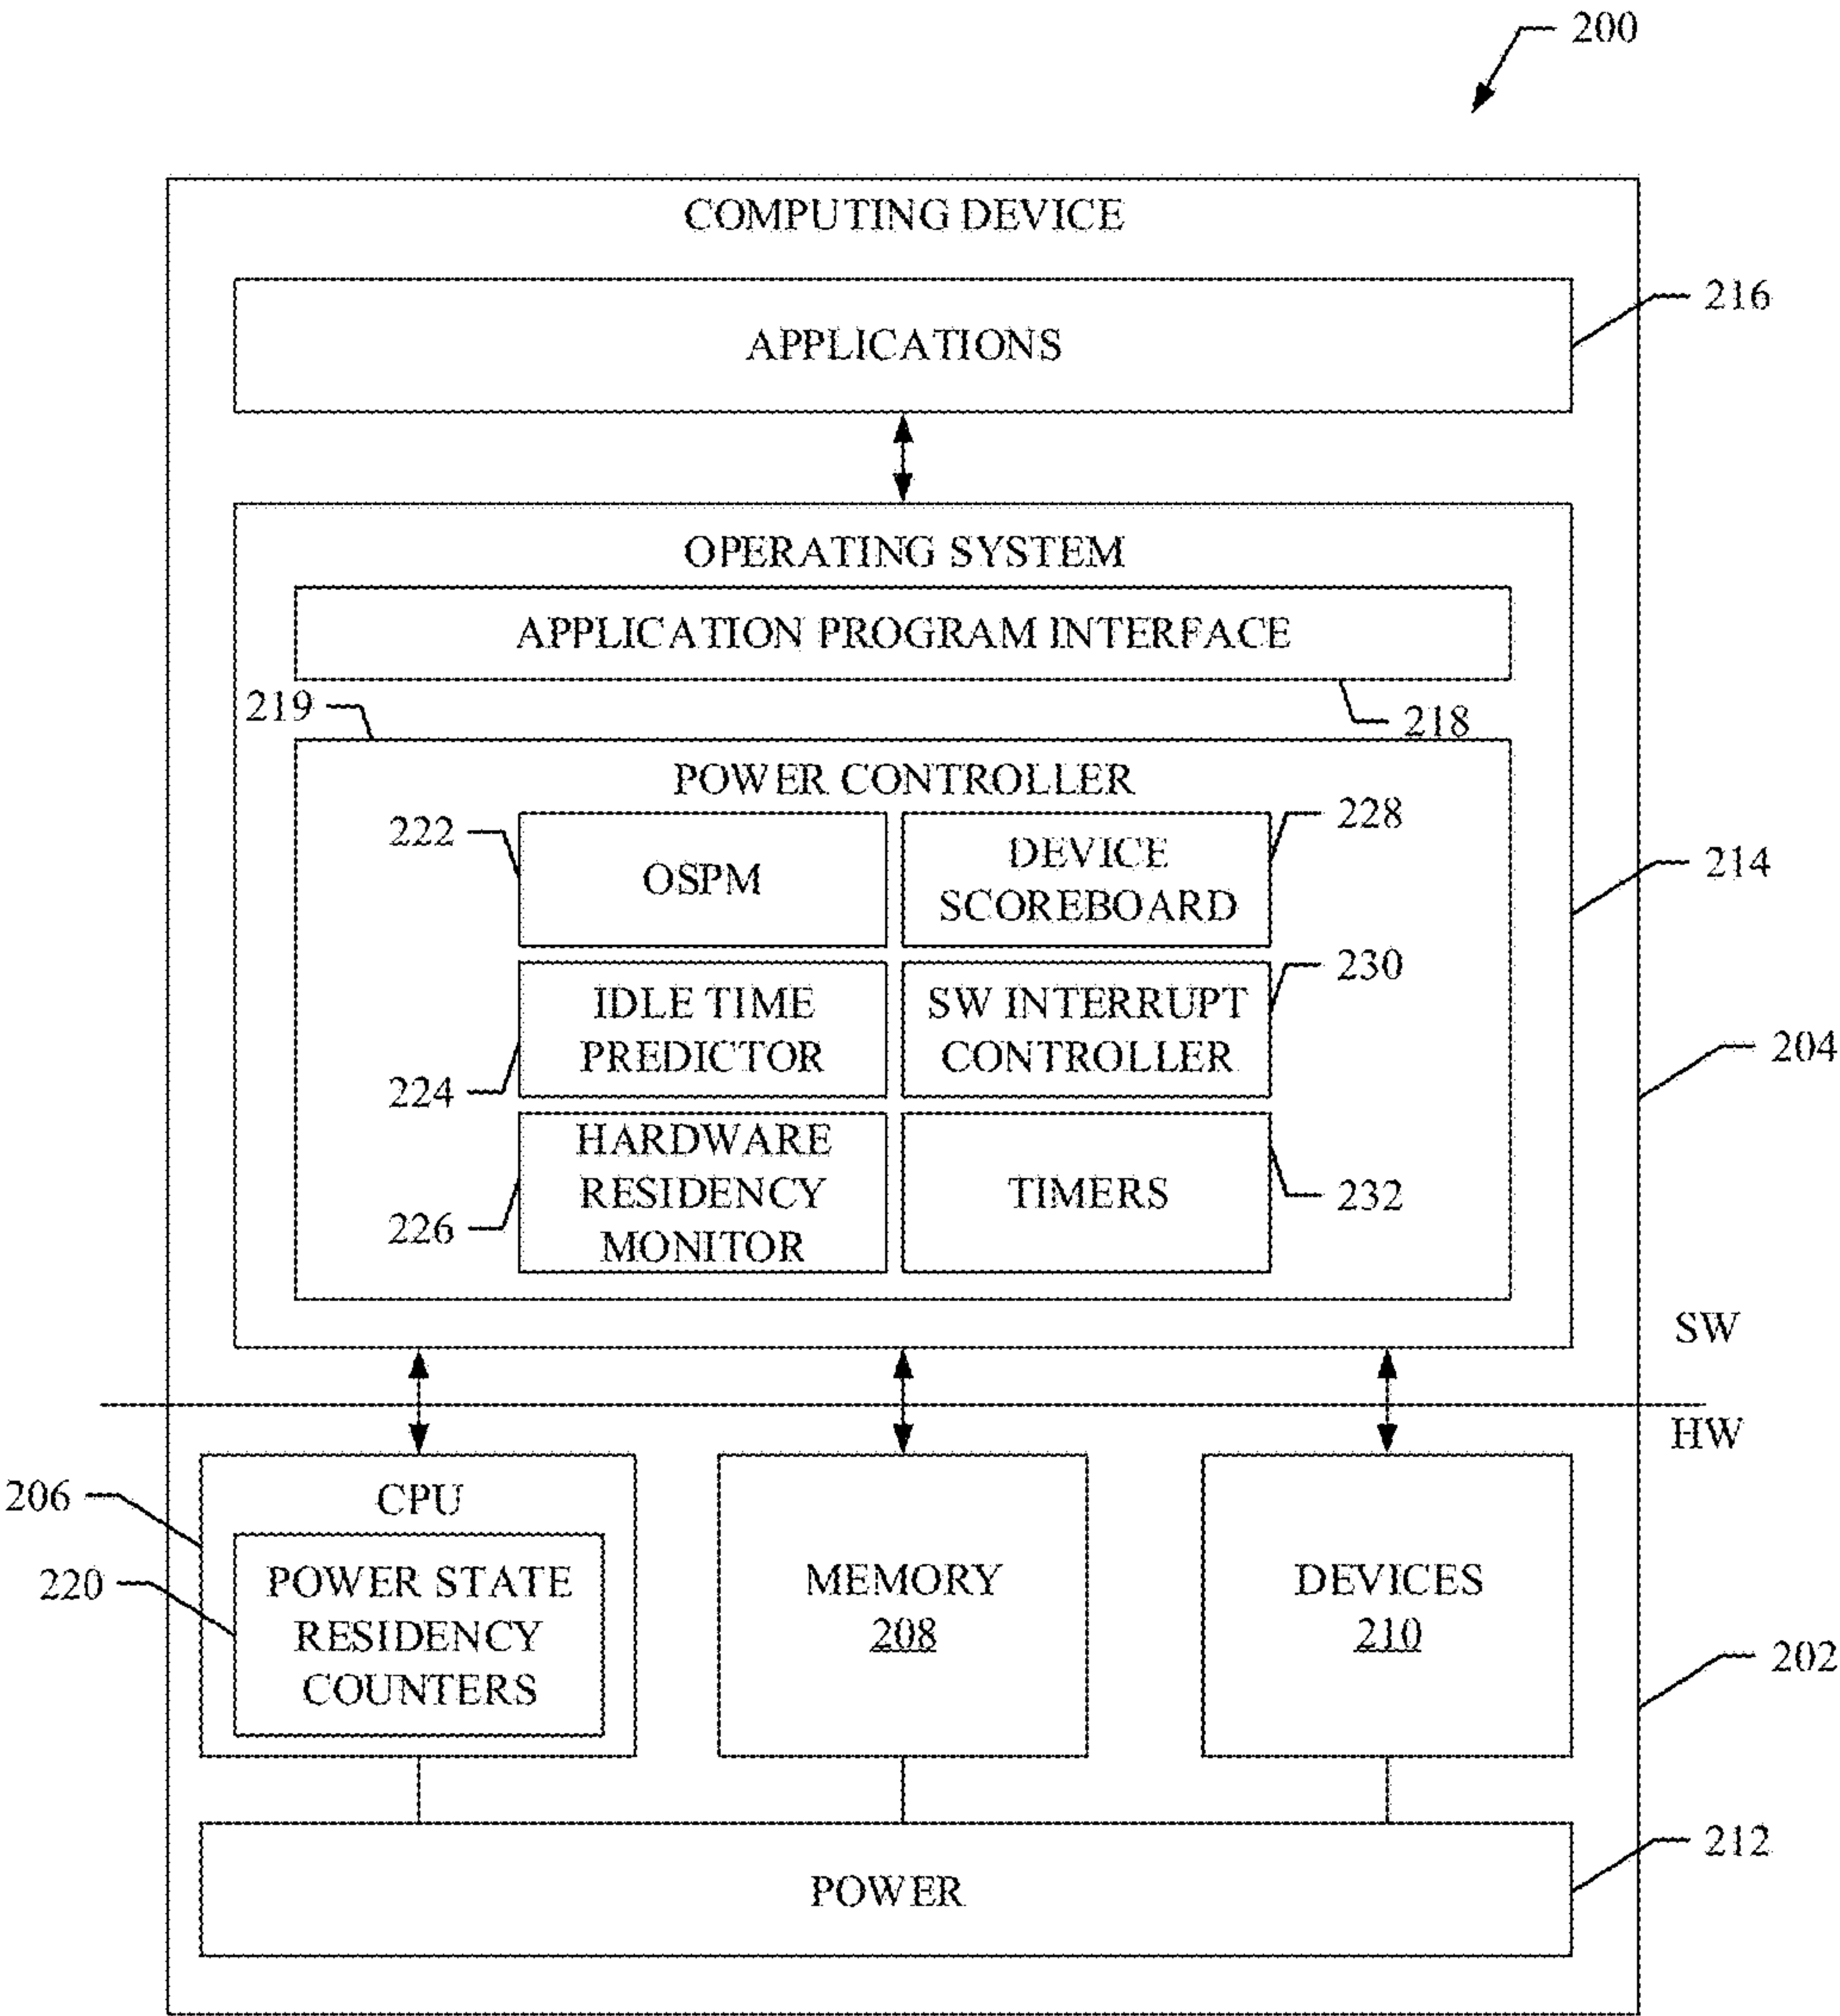 200
COMPUTING DEVICE
216
APPLICATIONS
OPERATING SYSTEM
APPLICATION PROGRAM INTERFACE
219
218
POWER CONTROLLER
222
OSPM
DEVICE
SCOREBOARD
228
214
IDLE TIME
PREDICTOR
224
SW INTERRUPT
CONTROLLER
230
204
HARDWARE
RESIDENCY
MONITOR
226
TIMERS
232
SW
HW
206
CPU
220
POWER STATE
RESIDENCY
COUNTERS
MEMORY
208
DEVICES
210
202
212
POWER